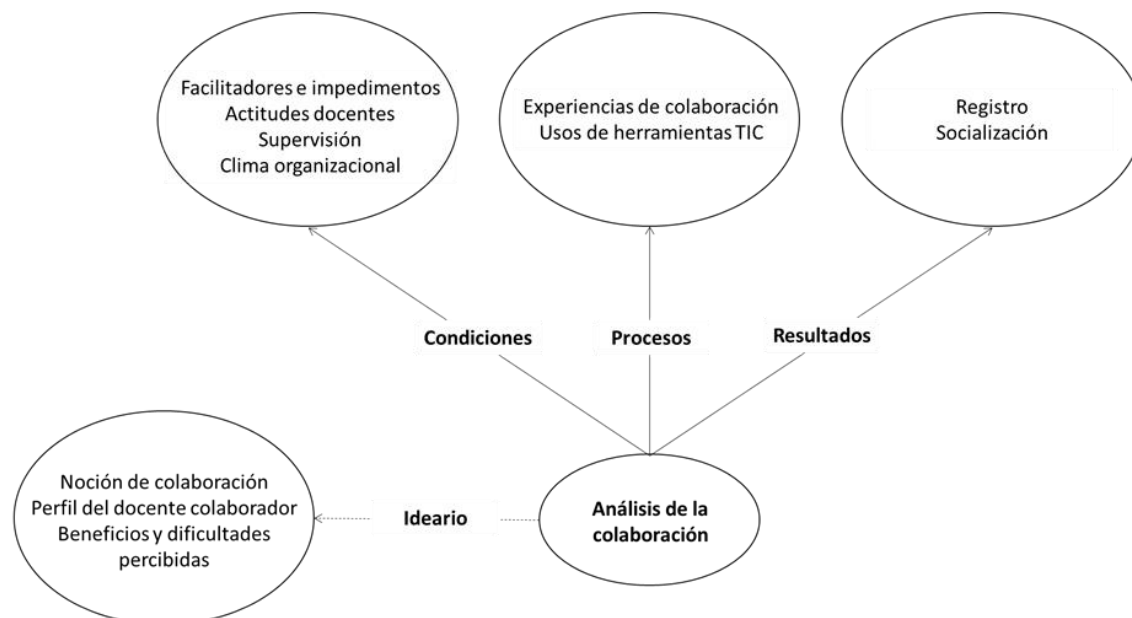 Facilitadores e impedimentos
Actitudes docentes
Supervisión
Clima organizacional
Experiencias de colaboración
Usos de herramientas TIC
Registro
Socialización
Condiciones
Procesos
Resultados
Noción de colaboración
Perfil del docente colaborador
Beneficios y dificultades
percibidas
Ideario
Análisis de la
colaboración